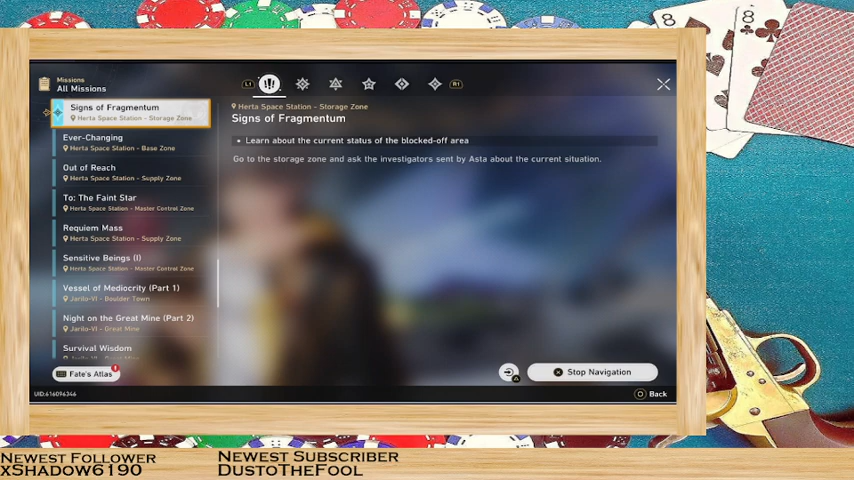 8
8
Missions
All Missions
L1
R1
Signs of Fragmentum
Herta Space Station - Storage Zone
Ever-Changing
Herta Space Station - Base Zone
Out of Reach
Herta Space Station - Supply Zone
To: The Faint Star
Herta Space Station - Master Control Zone
Requiem Mass
Herta Space Station - Supply Zone
Sensitive Beings (I)
Herta Space Station - Master Control Zone
Vessel of Mediocrity (Part 1)
Jarilo-VI - Boulder Town
Night on the Great Mine (Part 2)
Jarilo-VI - Great Mine
Survival Wisdom
Herta Space Station - Storage Zone
Signs of Fragmentum
Learn about the current status of the blocked-off area
Go to the storage zone and ask the investigators sent by Asta about the current situation.
Fate's Atlas
Stop Navigation
UID:616096346
Back
Newest Follower
xShadow6190
Newest Subscriber
DustoTheFool